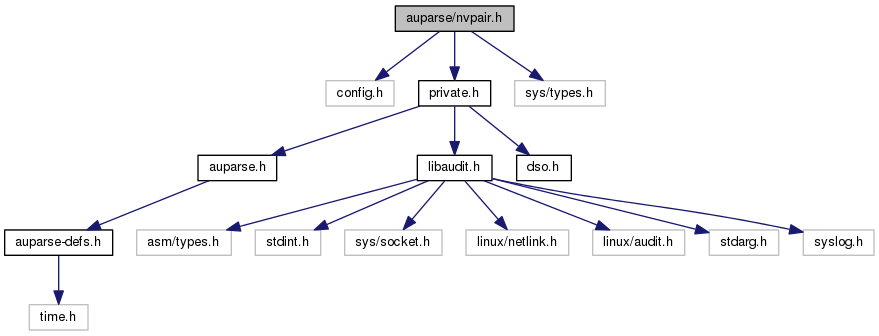 auparse/nvpair.h
config.h
private.h
sys/types.h
auparse.h
libaudit.h
dso.h
auparse-defs.h
asm/types.h
stdint.h
sys/socket.h
linux/netlink.h
linux/audit.h
stdarg.h
syslog.h
time.h